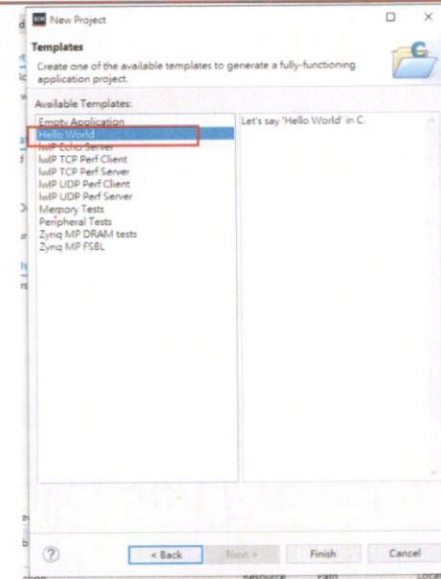 New Project
Templates
Create one of the available templates to generate a fully-functioning
application project.
Available Templates:
Empty Application
Hello World
lwIP Echo Server
lwIP TCP Perf Client
lwIP TCP Perf Server
lwIP UDP Perf Client
lwIP UDP Perf Server
Memory Tests
Peripheral Tests
Zynq MP DRAM tests
Zynq MP FSBL
Let's say 'Hello World' in C.
?
< Back
Next >
Finish
Cancel